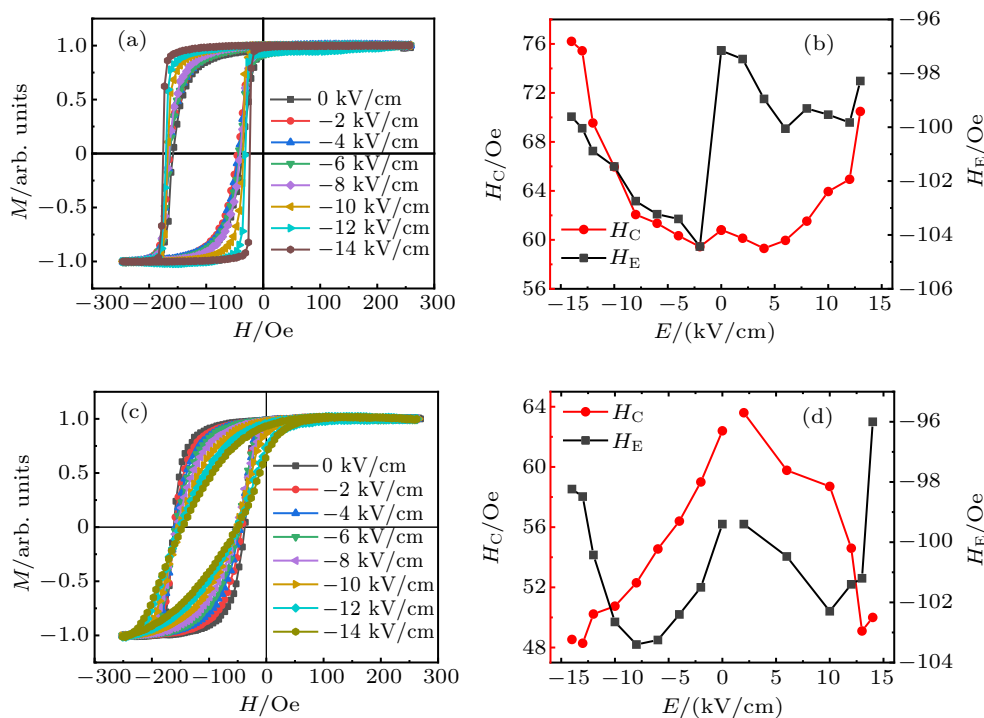 (a)
M/arb. units
1.0
0.5
0
−0.5
−1.0
0 kV/cm
−2 kV/cm
−4 kV/cm
−6 kV/cm
−8 kV/cm
−10 kV/cm
−12 kV/cm
−14 kV/cm
−300 −200 −100 0 100 200 300
H/Oe
(b)
HC/Oe
76
72
68
64
60
56
HC
HE
−96
−98
−100
−102
−104
−106
HE/Oe
−15 −10 −5 0 5 10 15
E/(kV/cm)
(c)
M/arb. units
1.0
0.5
0
−0.5
−1.0
0 kV/cm
−2 kV/cm
−4 kV/cm
−6 kV/cm
−8 kV/cm
−10 kV/cm
−12 kV/cm
−14 kV/cm
−300 −200 −100 0 100 200 300
H/Oe
(d)
HC/Oe
64
60
56
52
48
HC
HE
−96
−98
−100
−102
−104
HE/Oe
−15 −10 −5 0 5 10 15
E/(kV/cm)